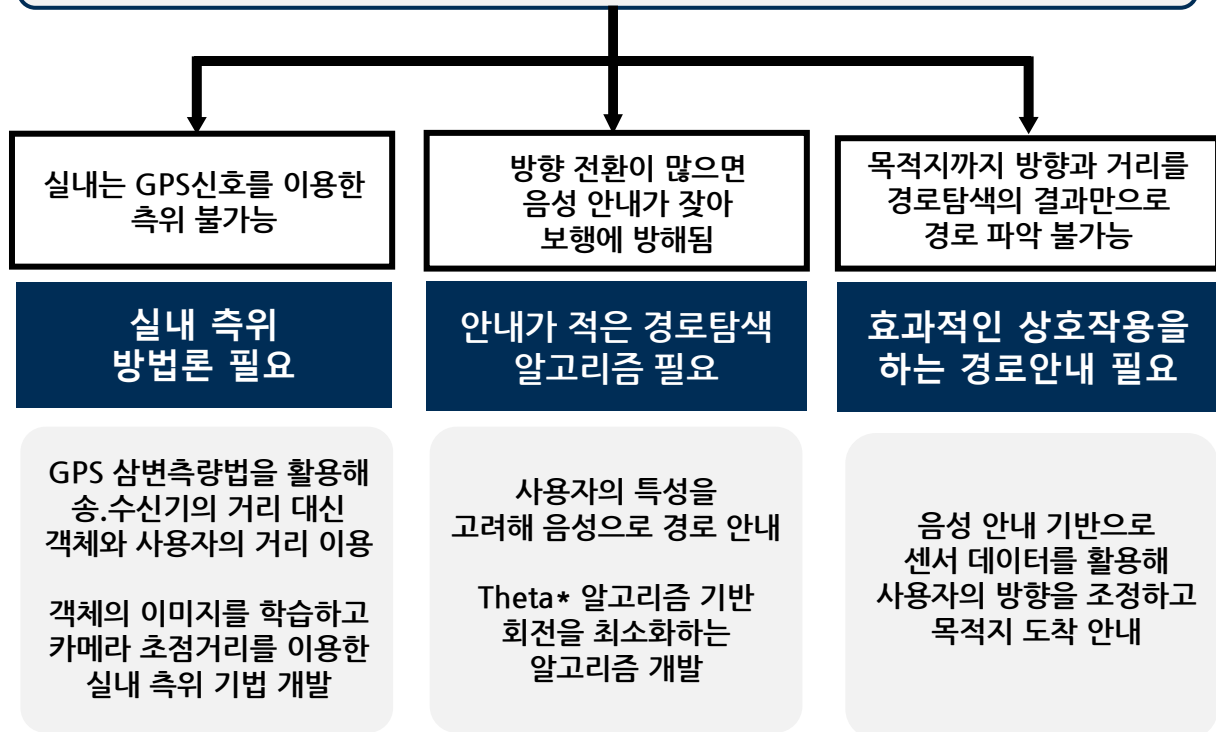 실내는 GPS신호를 이용한
측위 불가능
방향 전환이 많으면
음성 안내가 잦아
보행에 방해됨
목적지까지 방향과 거리를
경로탐색의 결과만으로
경로 파악 불가능
실내 측위
방법론 필요
안내가 적은 경로탐색
알고리즘 필요
효과적인 상호작용을
하는 경로안내 필요
GPS 삼변측량법을 활용해
송.수신기의 거리 대신
객체와 사용자의 거리 이용
객체의 이미지를 학습하고
카메라 초점거리를 이용한
실내 측위 기법 개발
사용자의 특성을
고려해 음성으로 경로 안내
Theta* 알고리즘 기반
회전을 최소화하는
알고리즘 개발
음성 안내 기반으로
센서 데이터를 활용해
사용자의 방향을 조정하고
목적지 도착 안내